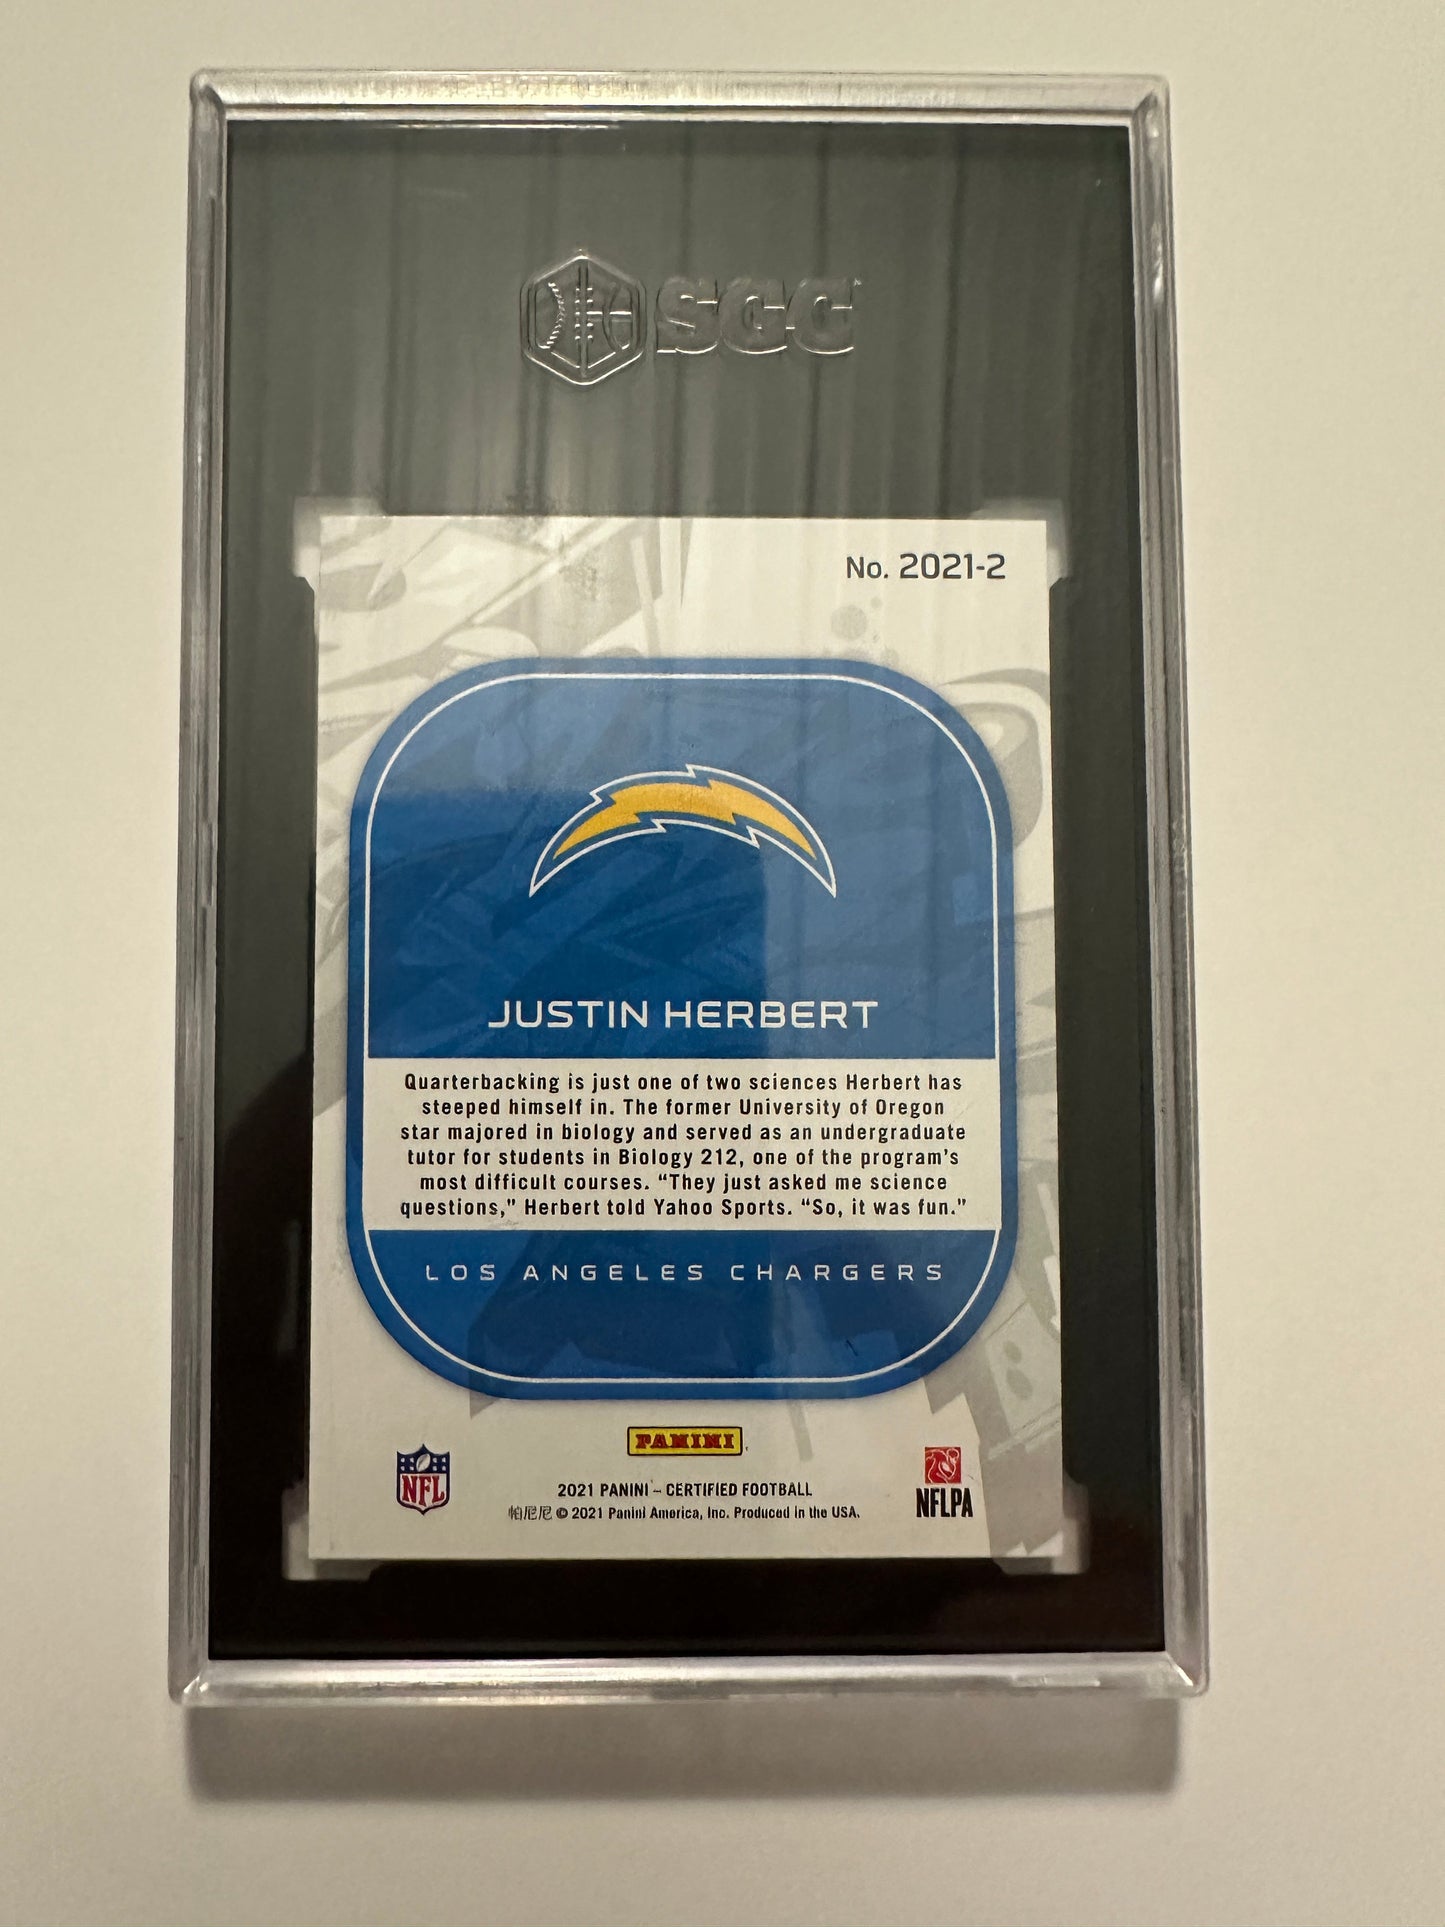 SGC
No. 2021-2
JUSTIN HERBERT
Quarterbacking is just one of two sciences Herbert has
steeped himself in. The former University of Oregon
star majored in biology and served as an undergraduate
tutor for students in Biology 212, one of the program's
most difficult courses. “They just asked me science
questions,” Herbert told Yahoo Sports. “So, it was fun.”
LOS ANGELES CHARGERS
PANINI
NFL
2021 PANINI – CERTIFIED FOOTBALL
帕尼尼 © 2021 Panini America, Inc. Produced in the USA.
NFLPA